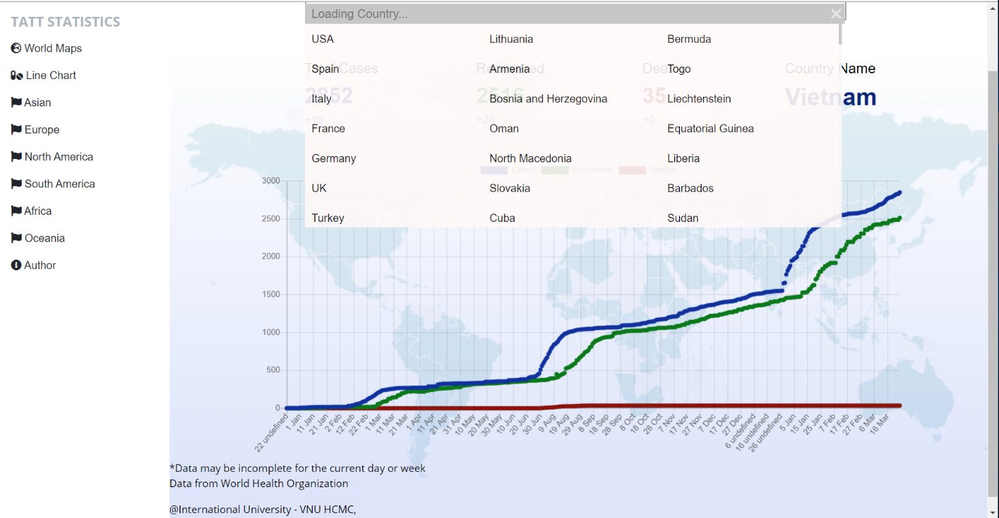 TATT STATISTICS
World Maps
Line Chart
Asian
Europe
North America
South America
Africa
Oceania
Author
Loading Country...
USA Lithuania Bermuda
Spain Armenia Togo
Italy Bosnia and Herzegovina Liechtenstein
France Oman Equatorial Guinea
Germany North Macedonia Liberia
UK Slovakia Barbados
Turkey Cuba Sudan
Cases Country Name
2852 2516 35 Vietnam
+19 +26 +0
Cases Recovered Deaths
3000
2500
2000
1500
1000
500
0
22 undefined 1 Jan 11 Jan 21 Jan 2 Feb 12 Feb 22 Feb 1 Mar 11 Mar 21 Mar 1 Apr 11 Apr 21 Apr 31 Apr 10 May 20 May 30 May 10 Jun 20 Jun 30 Jun 9 Aug 19 Aug 29 Aug 8 Sep 18 Sep 28 Sep 8 Oct 18 Oct 28 Oct 7 Nov 17 Nov 27 Nov 7 Dec 17 Dec 27 Dec 6 undefined 16 undefined 26 undefined 5 Jan 15 Jan 25 Jan 7 Feb 17 Feb 27 Feb 6 Mar 16 Mar
*Data may be incomplete for the current day or week
Data from World Health Organization
@International University - VNU HCMC,